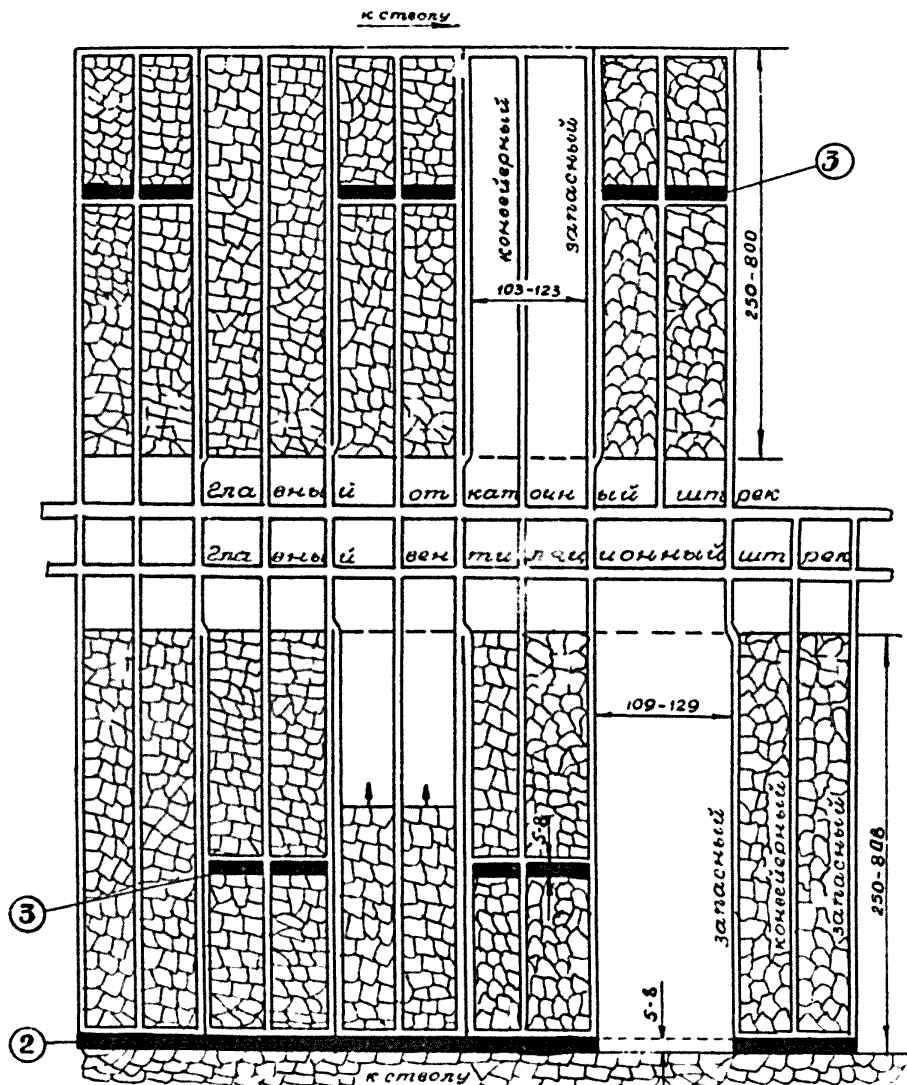 к стволу
конвейерный
запасный
3
103-123
250-800
главный откаточный штрек
главный вентиляционный штрек
109-129
5-8
запасный
конвейерный
запасный
250-800
3
2
5-8
к стволу